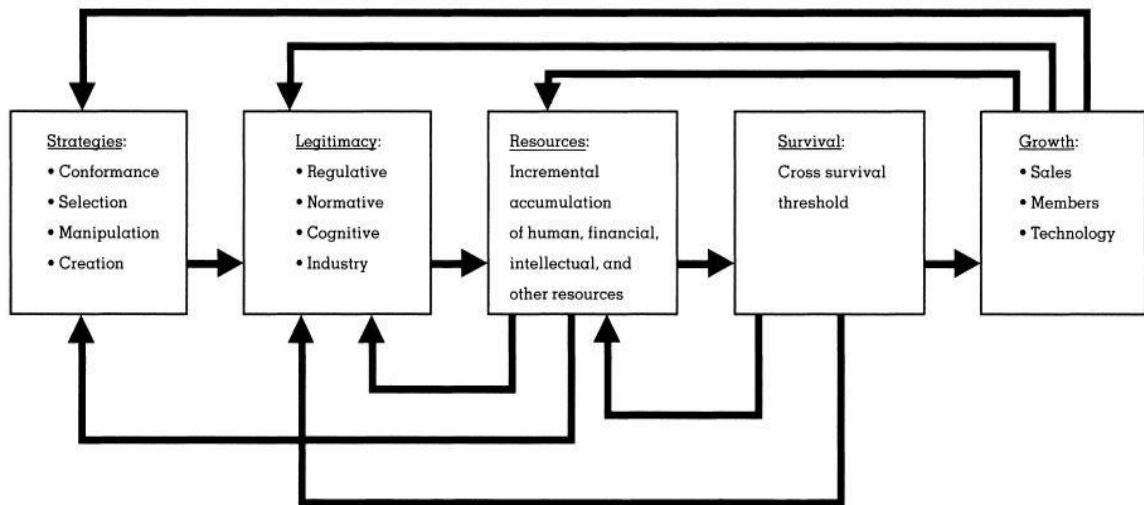 Strategies:
• Conformance
• Selection
• Manipulation
• Creation
Legitimacy:
• Regulative
• Normative
• Cognitive
• Industry
Resources:
Incremental
accumulation
of human, financial,
intellectual, and
other resources
Survival:
Cross survival
threshold
Growth:
• Sales
• Members
• Technology